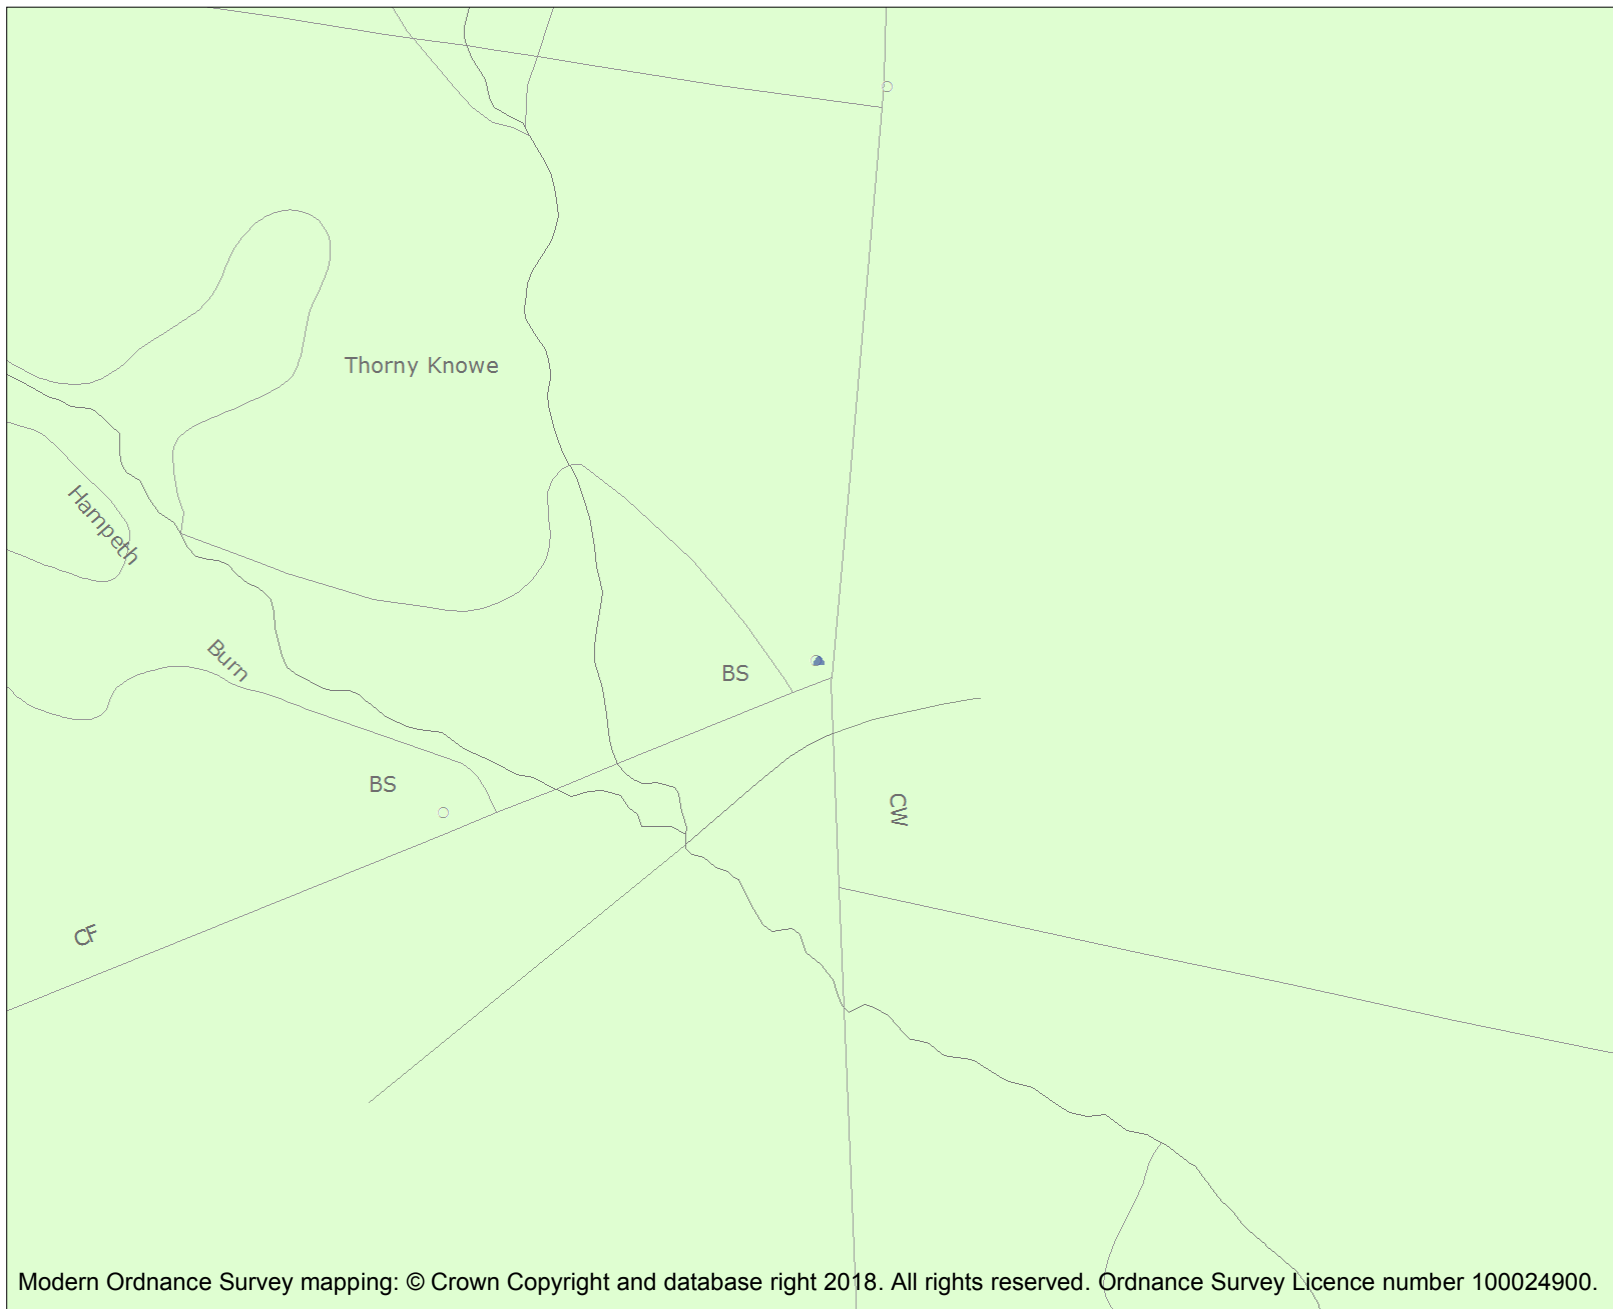 Thorny Knowe
Hampeth
Burn
BS
BS
CW
CF
Modern Ordnance Survey mapping: © Crown Copyright and database right 2018. All rights reserved. Ordnance Survey Licence number 100024900.